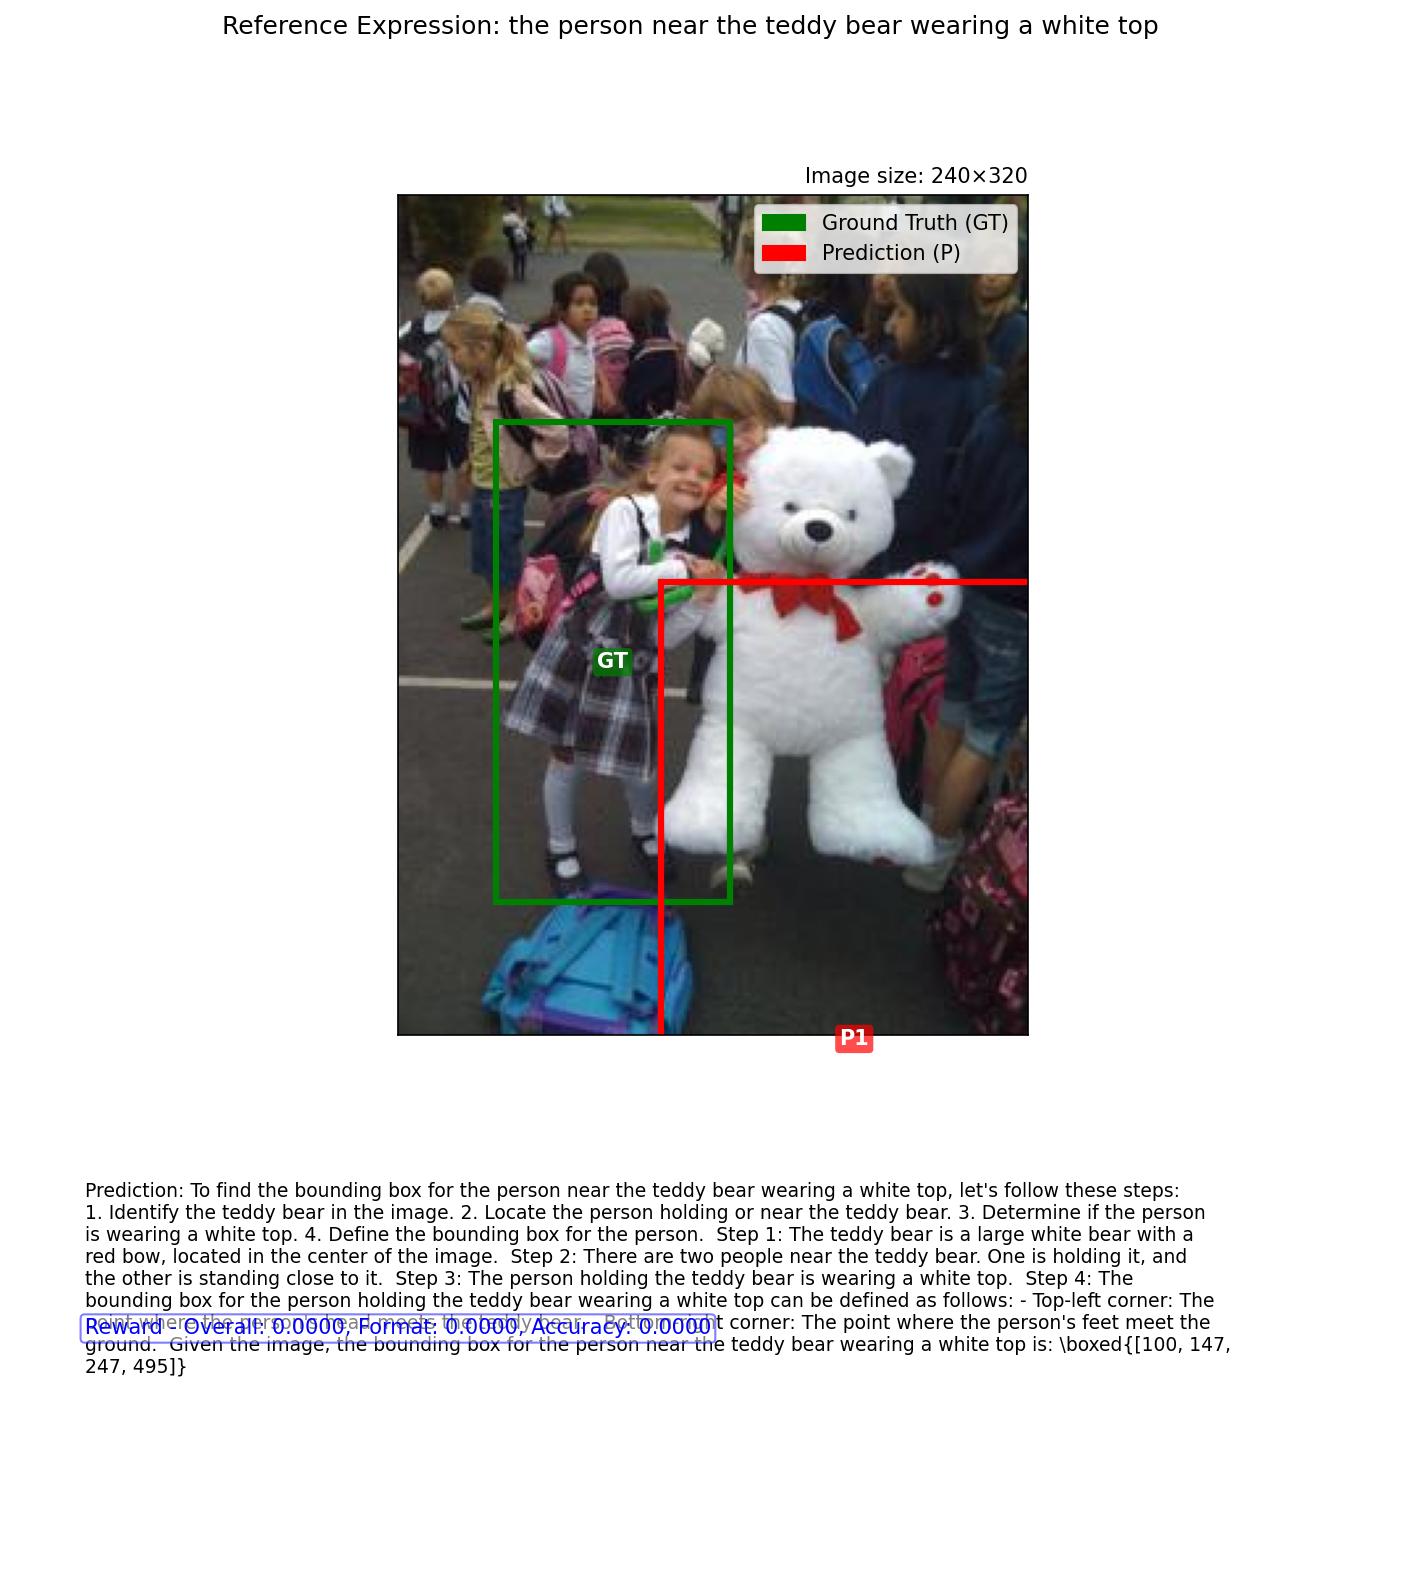 Reference Expression: the person near the teddy bear wearing a white top
Image size: 240×320
Ground Truth (GT)
Prediction (P)
GT
P1
Prediction: To find the bounding box for the person near the teddy bear wearing a white top, let's follow these steps:
1. Identify the teddy bear in the image. 2. Locate the person holding or near the teddy bear. 3. Determine if the person
is wearing a white top. 4. Define the bounding box for the person.  Step 1: The teddy bear is a large white bear with a
red bow, located in the center of the image.  Step 2: There are two people near the teddy bear. One is holding it, and
the other is standing close to it.  Step 3: The person holding the teddy bear is wearing a white top.  Step 4: The
bounding box for the person holding the teddy bear wearing a white top can be defined as follows: - Top-left corner: The
point where the person's head meets the teddy bear. - Bottom-right corner: The point where the person's feet meet the
Reward - Overall: 0.0000, Format: 0.0000, Accuracy: 0.0000
ground.  Given the image, the bounding box for the person near the teddy bear wearing a white top is: \boxed{[100, 147,
247, 495]}